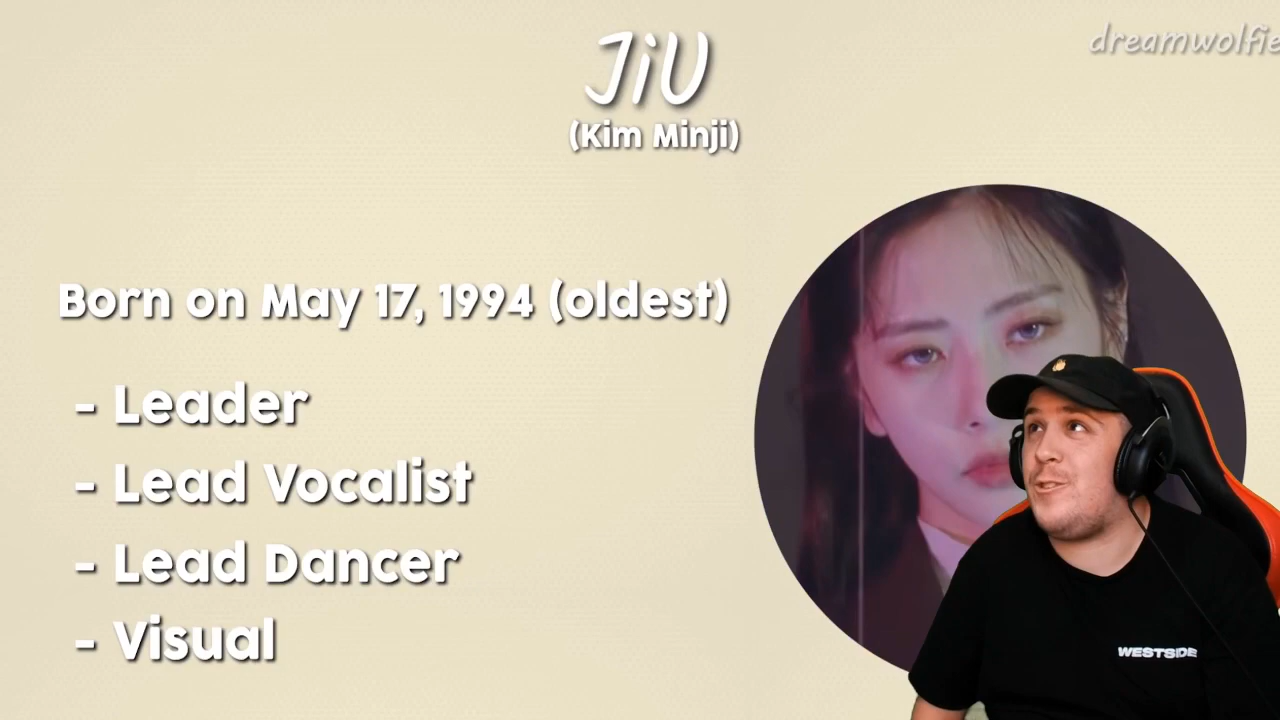 JiU
(Kim Minji)
dreamwolfie
Born on May 17, 1994 (oldest)
- Leader
- Lead Vocalist
- Lead Dancer
- Visual
WESTSIDE